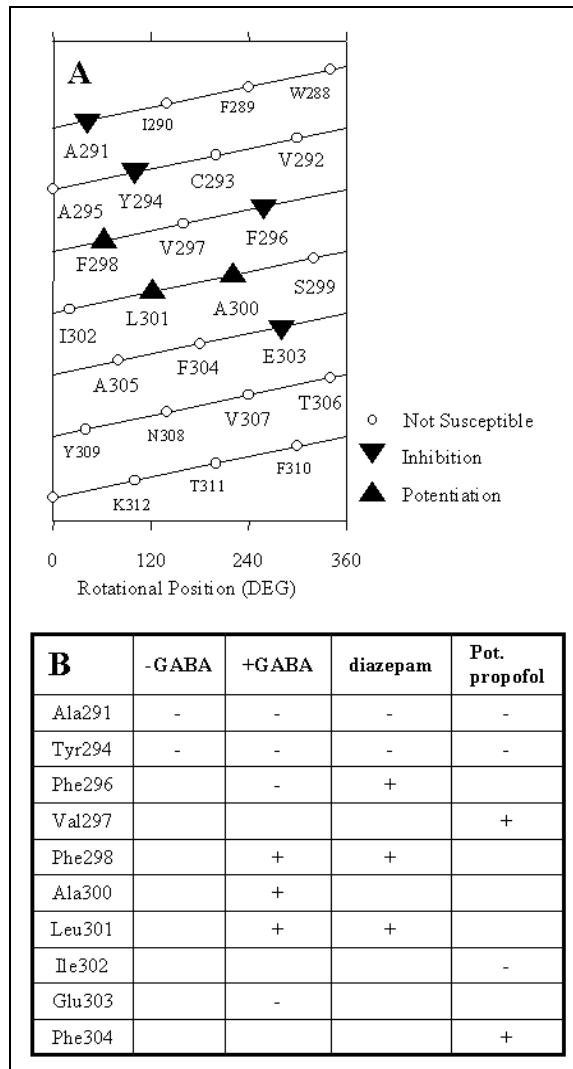 A
W288
F289
I290
A291
V292
C293
Y294
A295
F296
V297
F298
S299
A300
L301
I302
E303
F304
A305
T306
V307
N308
Y309
F310
T311
K312
○ Not Susceptible
▼ Inhibition
▲ Potentiation
0 120 240 360
Rotational Position (DEG)
B -GABA +GABA diazepam Pot. propofol
Ala291 - - - -
Tyr294 - - - -
Phe296 - +
Val297 +
Phe298 + +
Ala300 +
Leu301 + +
Ile302 -
Glu303 -
Phe304 +